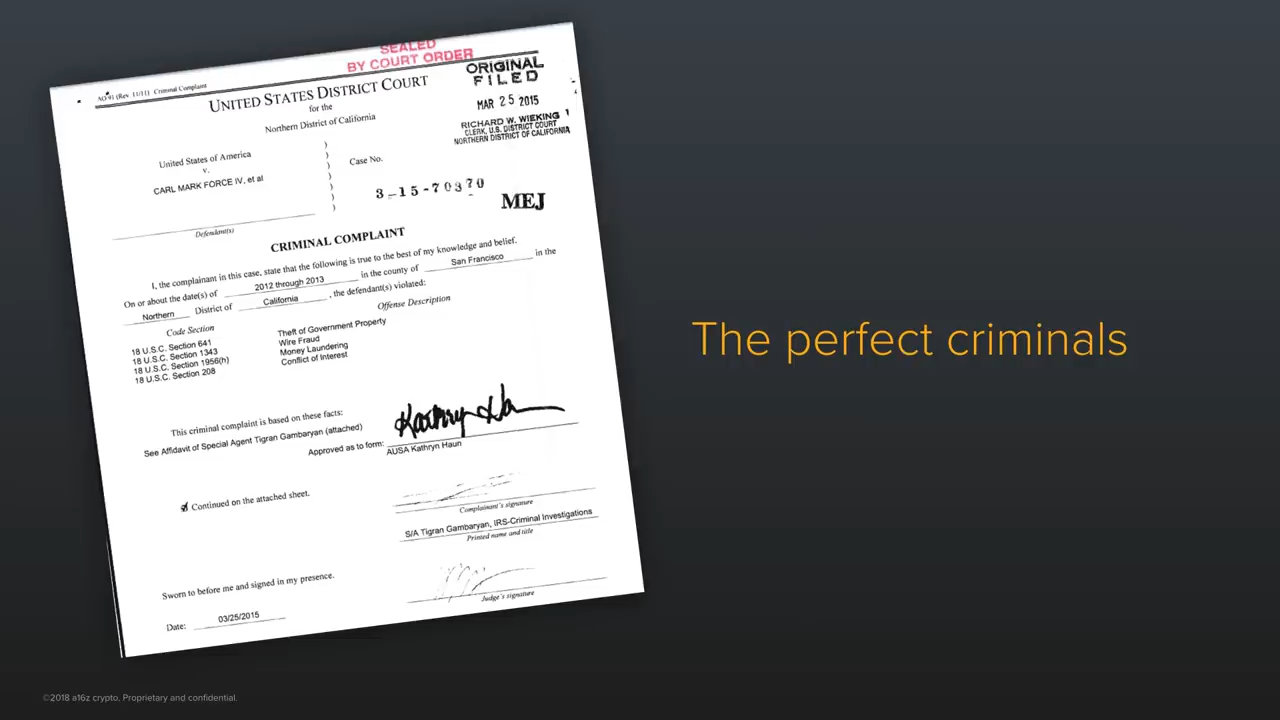 SEALED
BY COURT ORDER
AO 91 (Rev. 11/11) Criminal Complaint
ORIGINAL
FILED
MAR 25 2015
RICHARD W. WIEKING
CLERK, U.S. DISTRICT COURT
NORTHERN DISTRICT OF CALIFORNIA
UNITED STATES DISTRICT COURT
for the
Northern District of California
United States of America
v.
CARL MARK FORCE IV, et al
Defendant(s)
Case No.
3-15-70370
MEJ
CRIMINAL COMPLAINT
I, the complainant in this case, state that the following is true to the best of my knowledge and belief.
On or about the date(s) of 2012 through 2013 in the county of San Francisco in the
Northern District of California , the defendant(s) violated:
Code Section Offense Description
18 U.S.C. Section 641 Theft of Government Property
18 U.S.C. Section 1343 Wire Fraud
18 U.S.C. Section 1956(h) Money Laundering
18 U.S.C. Section 208 Conflict of Interest
This criminal complaint is based on these facts:
See Affidavit of Special Agent Tigran Gambaryan (attached)
Approved as to form: Kathryn Haun
AUSA Kathryn Haun
Continued on the attached sheet.
Complainant's signature
S/A Tigran Gambaryan, IRS-Criminal Investigations
Printed name and title
Sworn to before me and signed in my presence.
Date: 03/25/2015
Judge's signature
The perfect criminals
©2018 a16z crypto. Proprietary and confidential.